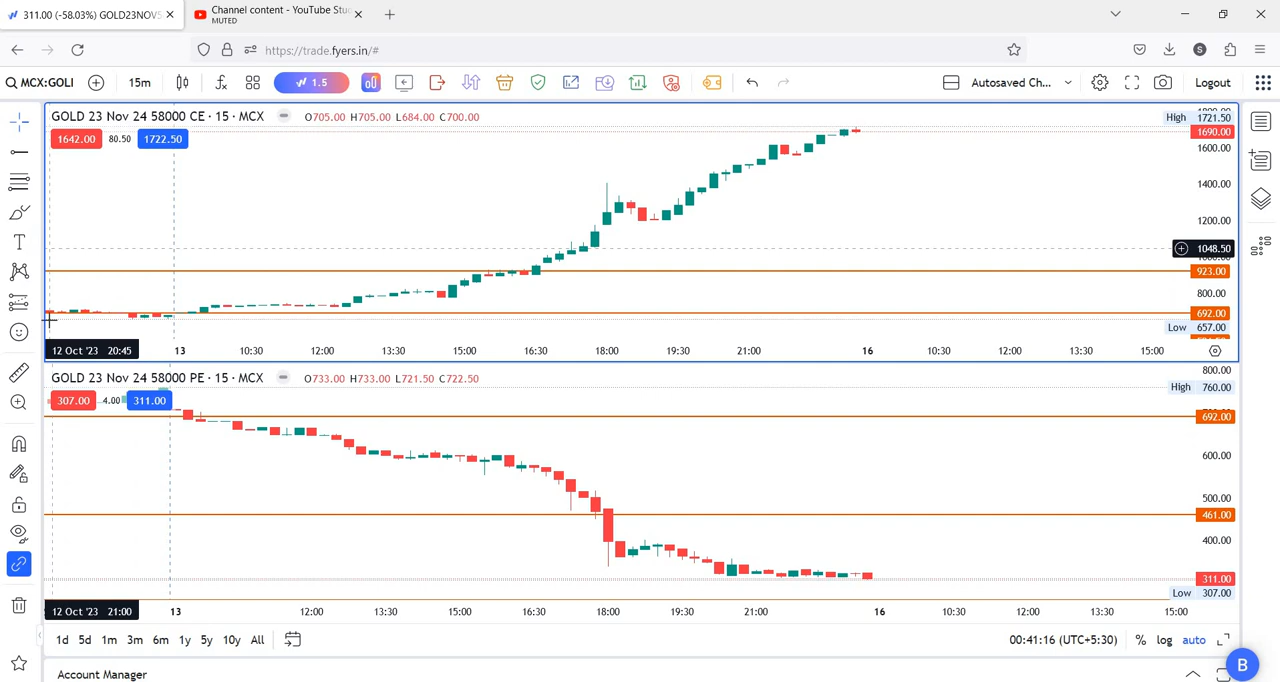 311.00 (-58.03%) GOLD23NOV5
Channel content - YouTube Stu
MUTED
https://trade.fyers.in/#
MCX:GOLI
15m
1.5
Autosaved Ch...
Logout
GOLD 23 Nov 24 58000 CE · 15 · MCX
O705.00 H705.00 L684.00 C700.00
1642.00 80.50 1722.50
High 1721.50
1690.00
1600.00
1400.00
1200.00
1048.50
923.00
800.00
692.00
Low 657.00
12 Oct '23 20:45 13 10:30 12:00 13:30 15:00 16:30 18:00 19:30 21:00 16 10:30 12:00 13:30 15:00
GOLD 23 Nov 24 58000 PE · 15 · MCX
O733.00 H733.00 L721.50 C722.50
307.00 4.00 311.00
800.00
High 760.00
692.00
600.00
500.00
461.00
400.00
311.00
Low 307.00
12 Oct '23 21:00 13 12:00 13:30 15:00 16:30 18:00 19:30 21:00 16 10:30 12:00 13:30 15:00
1d 5d 1m 3m 6m 1y 5y 10y All
00:41:16 (UTC+5:30) % log auto
B
Account Manager